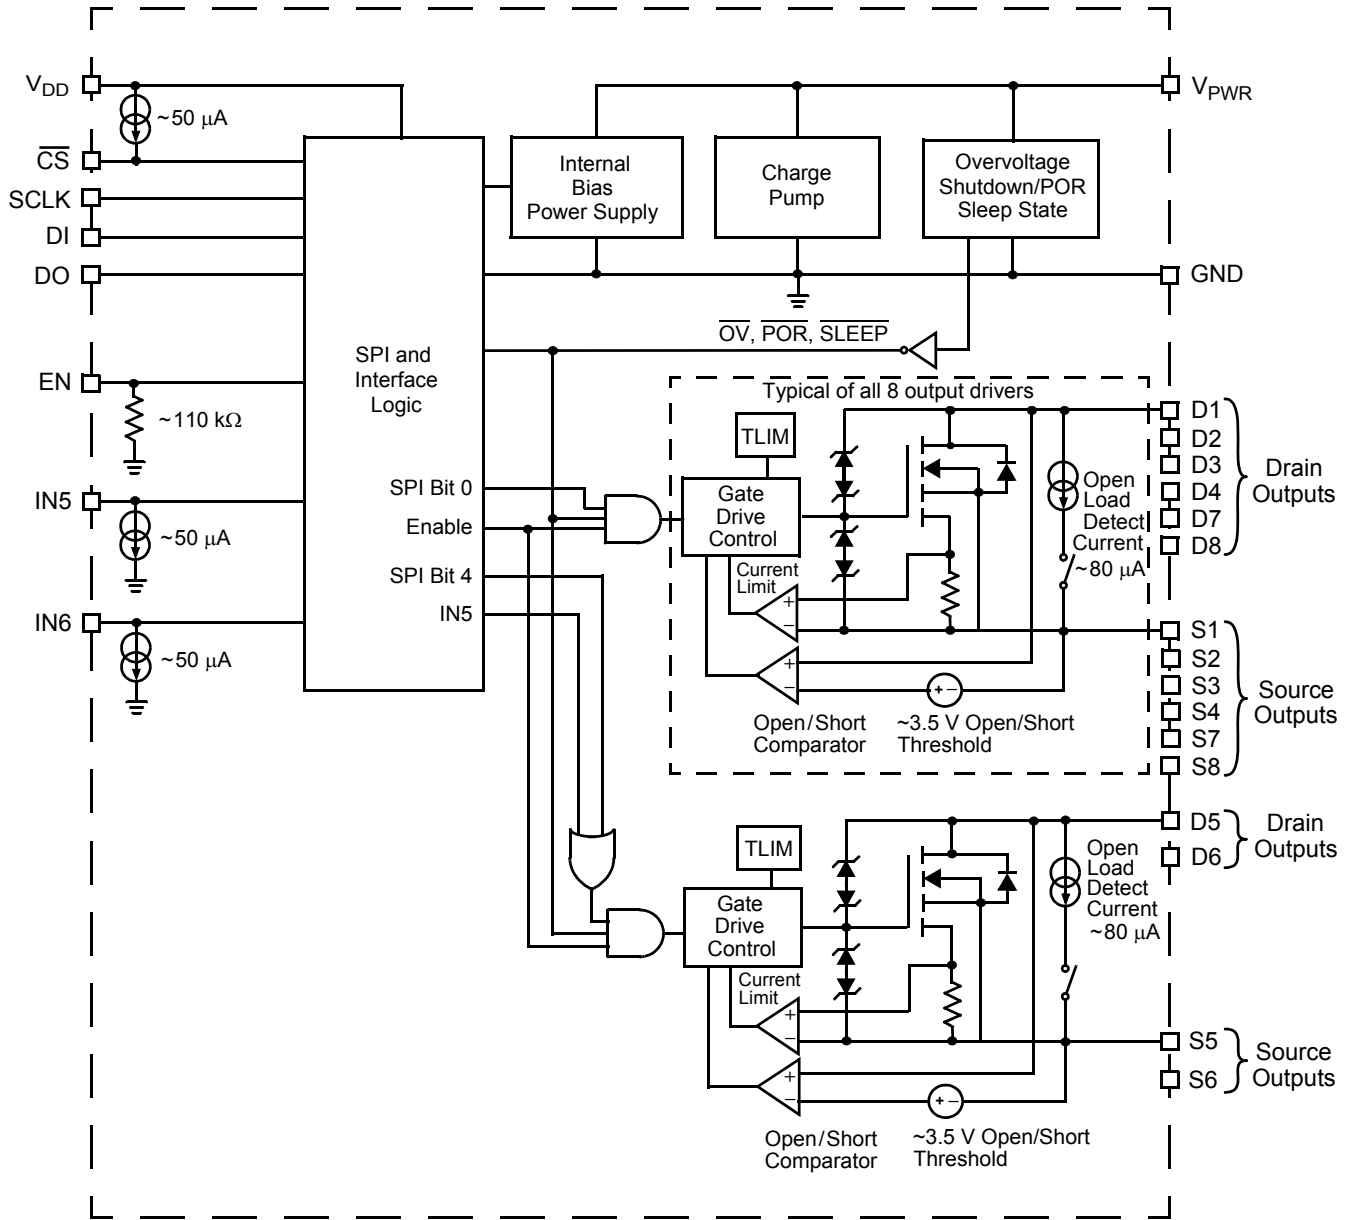 VDD
~50 µA
CS
SCLK
DI
DO
EN
~110 kΩ
IN5
~50 µA
IN6
~50 µA
SPI and
Interface
Logic
SPI Bit 0
Enable
SPI Bit 4
IN5
Internal
Bias
Power Supply
Charge
Pump
Overvoltage
Shutdown/POR
Sleep State
VPWR
GND
OV, POR, SLEEP
Typical of all 8 output drivers
TLIM
Gate
Drive
Control
Current
Limit
+
–
+
–
+ –
Open
Load
Detect
Current
~80 µA
Open/Short
Comparator
~3.5 V Open/Short
Threshold
D1
D2
D3
D4
D7
D8
Drain
Outputs
S1
S2
S3
S4
S7
S8
Source
Outputs
TLIM
Gate
Drive
Control
Current
Limit
+
–
+
–
+ –
Open
Load
Detect
Current
~80 µA
Open/Short
Comparator
~3.5 V Open/Short
Threshold
D5
D6
Drain
Outputs
S5
S6
Source
Outputs